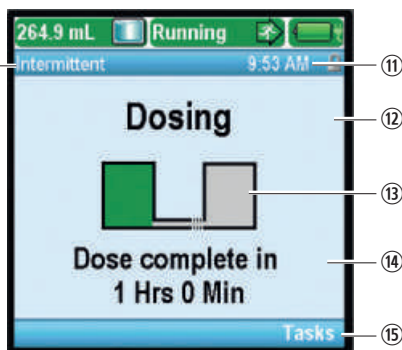 264.9 mL Running
Intermittent 9:53 AM ⑪
Dosing ⑫
⑬
Dose complete in ⑭
1 Hrs 0 Min
Tasks ⑮